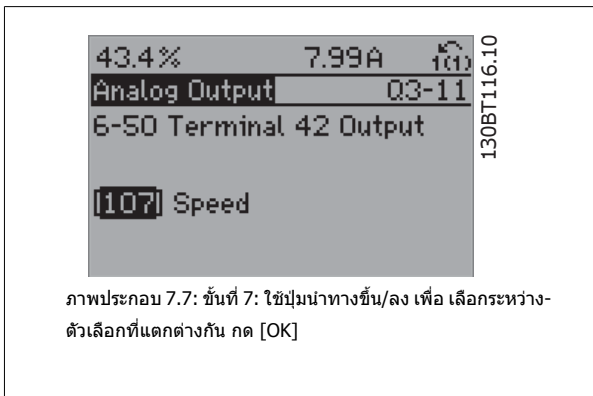 43.4% 7.99A 1(1)
Analog Output Q3-11
6-50 Terminal 42 Output
[107] Speed
130BT116.10
ภาพประกอบ 7.7: ขั้นที่ 7: ใช้ปุ่มนำทางขึ้น/ลง เพื่อ เลือกระหว่าง-
ตัวเลือกที่แตกต่างกัน กด [OK]